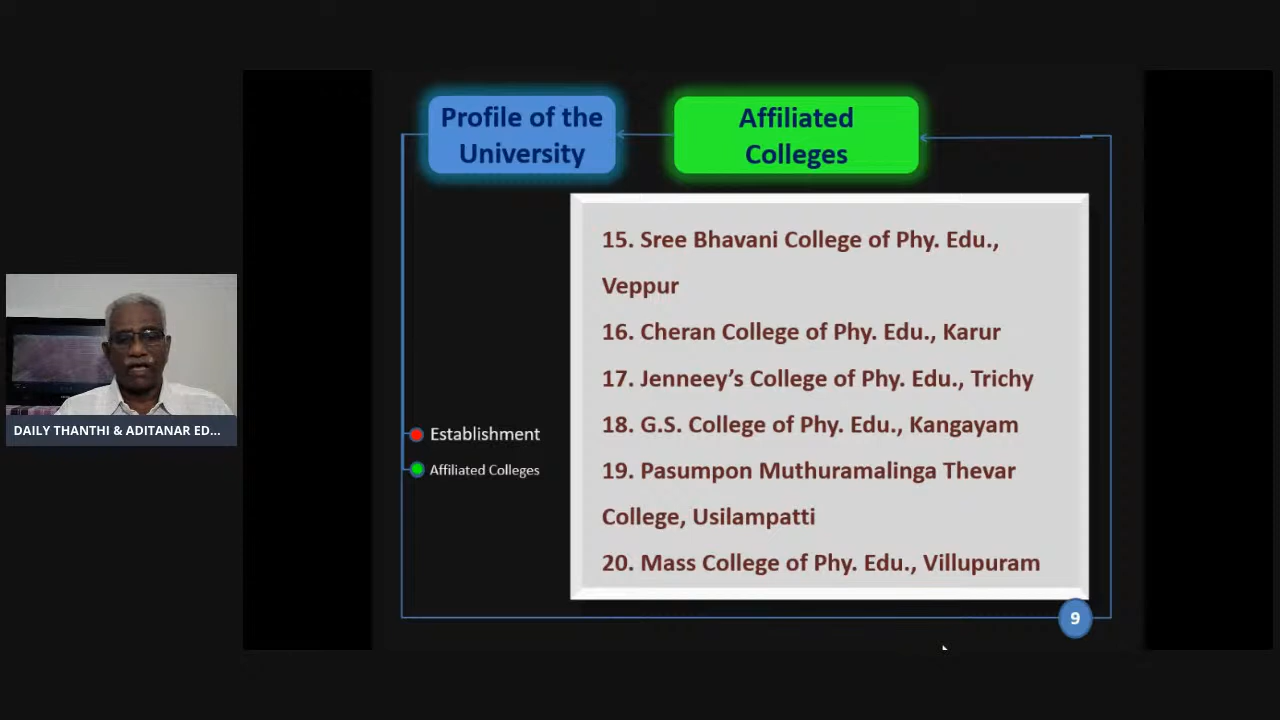 Profile of the
University
Affiliated
Colleges
15. Sree Bhavani College of Phy. Edu.,
Veppur
16. Cheran College of Phy. Edu., Karur
17. Jenneey’s College of Phy. Edu., Trichy
18. G.S. College of Phy. Edu., Kangayam
19. Pasumpon Muthuramalinga Thevar
College, Usilampatti
20. Mass College of Phy. Edu., Villupuram
Establishment
Affiliated Colleges
DAILY THANTHI & ADITANAR ED...
9